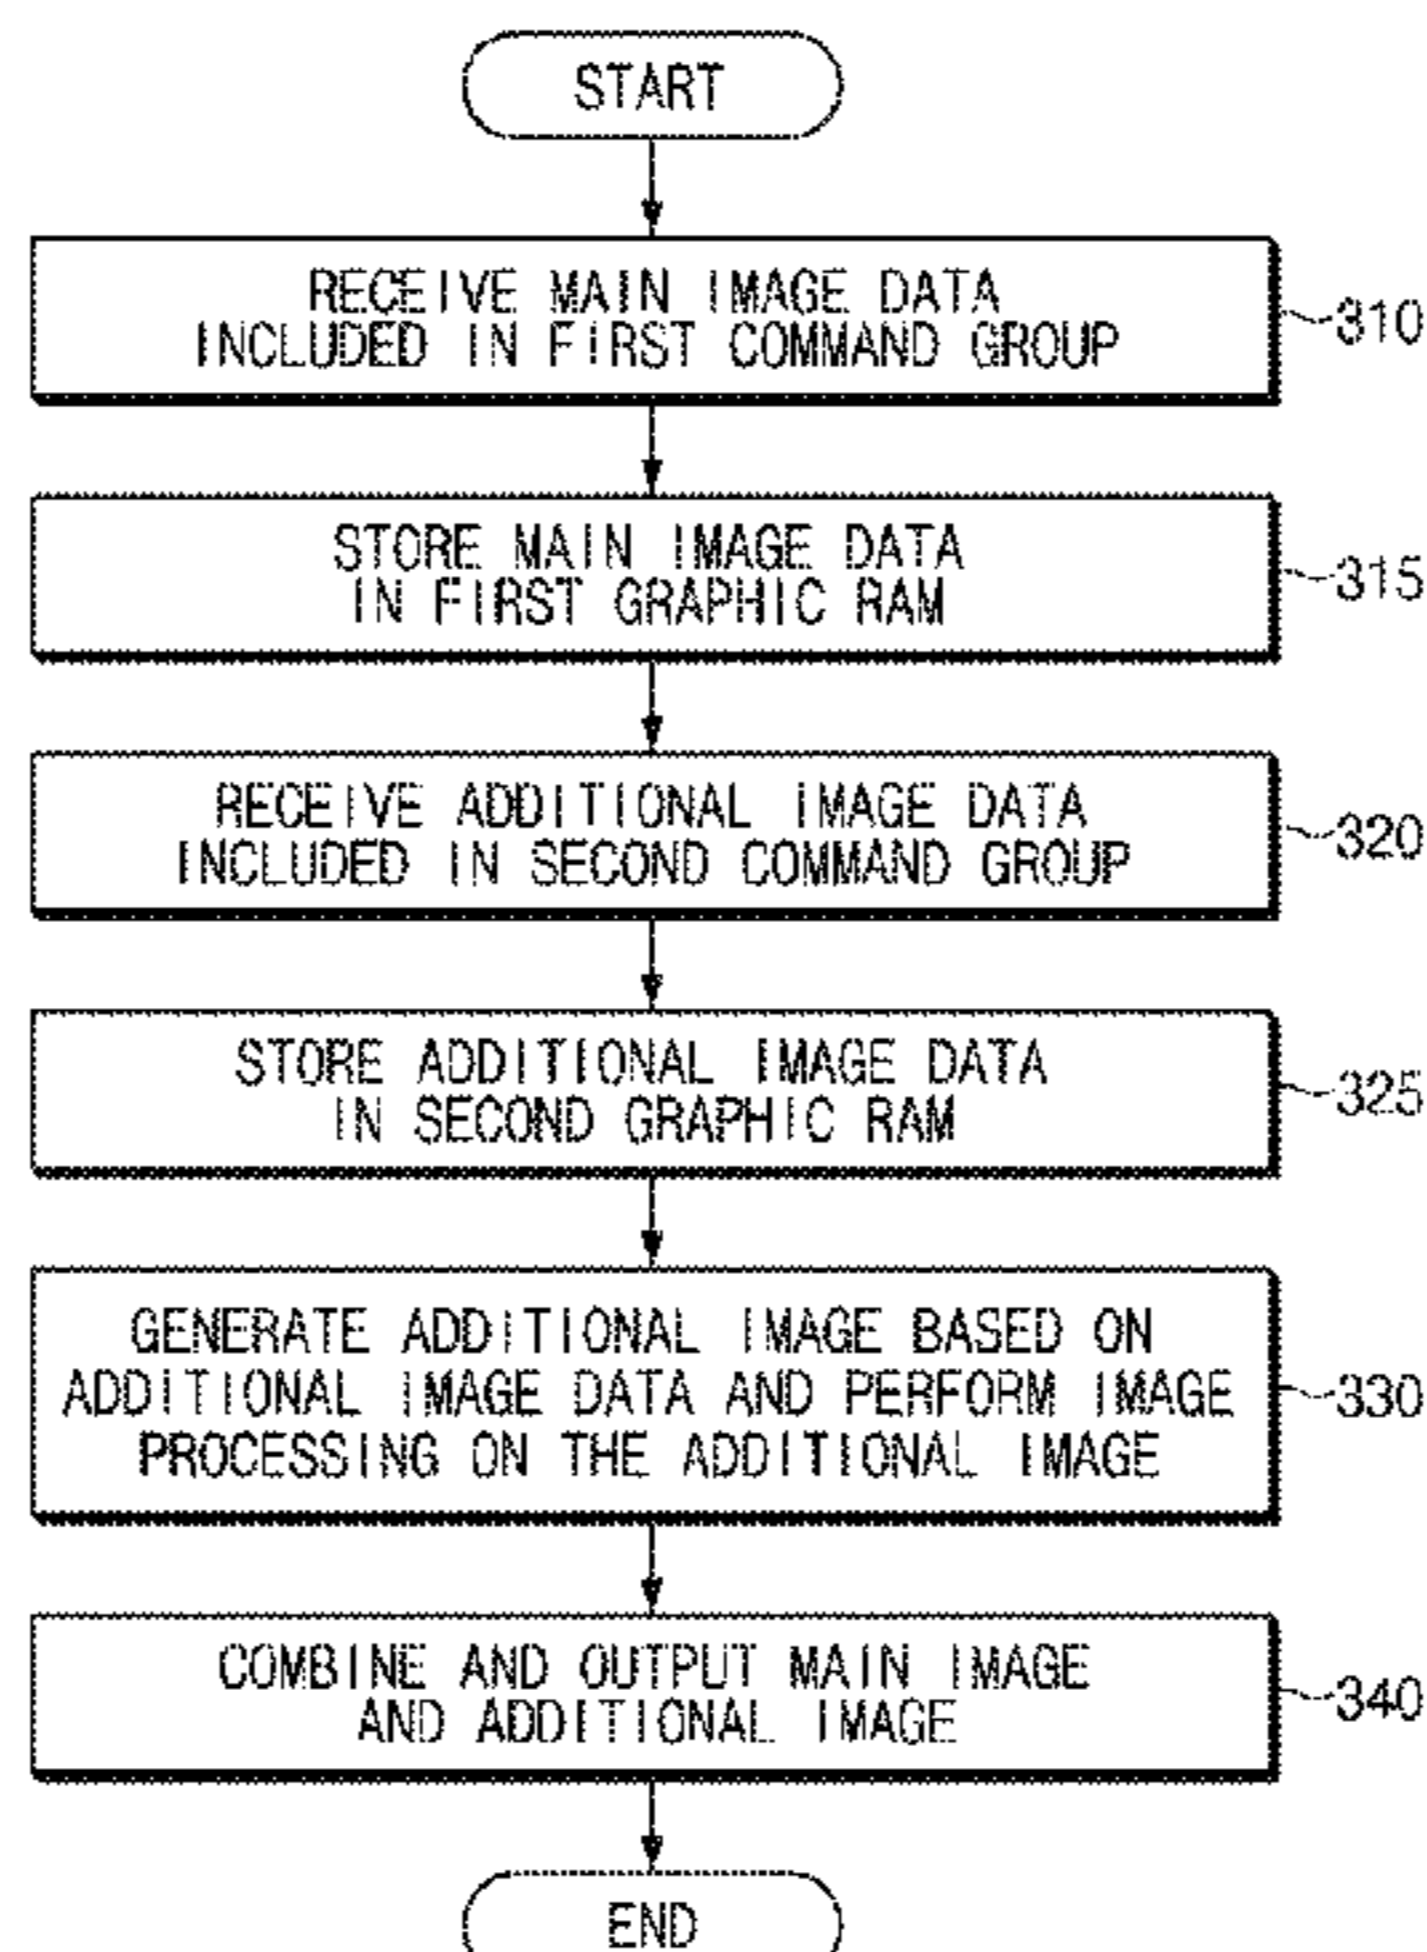 START
RECEIVE MAIN IMAGE DATA
INCLUDED IN FIRST COMMAND GROUP
310
STORE MAIN IMAGE DATA
IN FIRST GRAPHIC RAM
315
RECEIVE ADDITIONAL IMAGE DATA
INCLUDED IN SECOND COMMAND GROUP
320
STORE ADDITIONAL IMAGE DATA
IN SECOND GRAPHIC RAM
325
GENERATE ADDITIONAL IMAGE BASED ON
ADDITIONAL IMAGE DATA AND PERFORM IMAGE
PROCESSING ON THE ADDITIONAL IMAGE
330
COMBINE AND OUTPUT MAIN IMAGE
AND ADDITIONAL IMAGE
340
END